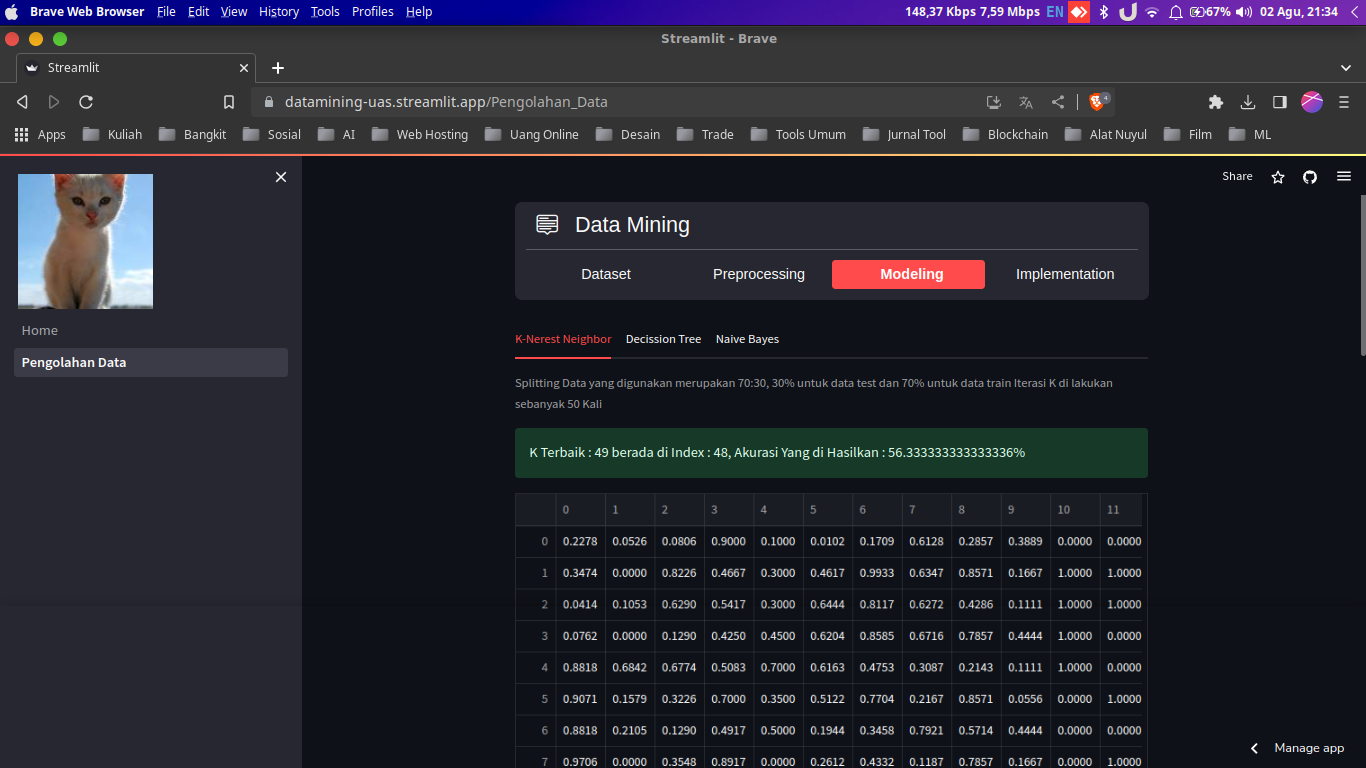 Brave Web Browser File Edit View History Tools Profiles Help 148,37 Kbps 7,59 Mbps EN 67% 02 Agu, 21:34
Streamlit - Brave
Streamlit
datamining-uas.streamlit.app/Pengolahan_Data 4
Apps Kuliah Bangkit Sosial AI Web Hosting Uang Online Desain Trade Tools Umum Jurnal Tool Blockchain Alat Nuyul Film ML
Share
Home
Pengolahan Data
Data Mining
Dataset Preprocessing Modeling Implementation
K-Nerest Neighbor Decission Tree Naive Bayes
Splitting Data yang digunakan merupakan 70:30, 30% untuk data test dan 70% untuk data train Iterasi K di lakukan
sebanyak 50 Kali
K Terbaik : 49 berada di Index : 48, Akurasi Yang di Hasilkan : 56.333333333333336%
0 1 2 3 4 5 6 7 8 9 10 11
0 0.2278 0.0526 0.0806 0.9000 0.1000 0.0102 0.1709 0.6128 0.2857 0.3889 0.0000 0.0000
1 0.3474 0.0000 0.8226 0.4667 0.3000 0.4617 0.9933 0.6347 0.8571 0.1667 1.0000 1.0000
2 0.0414 0.1053 0.6290 0.5417 0.3000 0.6444 0.8117 0.6272 0.4286 0.1111 1.0000 1.0000
3 0.0762 0.0000 0.1290 0.4250 0.4500 0.6204 0.8585 0.6716 0.7857 0.4444 1.0000 0.0000
4 0.8818 0.6842 0.6774 0.5083 0.7000 0.6163 0.4753 0.3087 0.2143 0.1111 1.0000 0.0000
5 0.9071 0.1579 0.3226 0.7000 0.3500 0.5122 0.7704 0.2167 0.8571 0.0556 0.0000 1.0000
6 0.8818 0.2105 0.1290 0.4917 0.5000 0.1944 0.3458 0.7921 0.5714 0.4444 0.0000 0.0000
7 0.9706 0.0000 0.3548 0.8917 0.0000 0.2612 0.4332 0.1187 0.7857 0.1667 0.0000 1.0000
Manage app